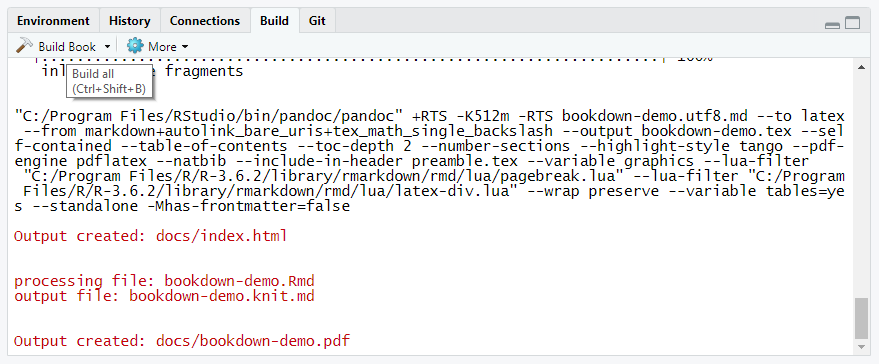 Environment History Connections Build Git
Build Book More
|......................................................................| 100%
Build all
(Ctrl+Shift+B)
fragments
"C:/Program Files/RStudio/bin/pandoc/pandoc" +RTS -K512m -RTS bookdown-demo.utf8.md --to latex
--from markdown+autolink_bare_uris+tex_math_single_backslash --output bookdown-demo.tex --sel
f-contained --table-of-contents --toc-depth 2 --number-sections --highlight-style tango --pdf-
engine pdflatex --natbib --include-in-header preamble.tex --variable graphics --lua-filter
"C:/Program Files/R/R-3.6.2/library/rmarkdown/rmd/lua/pagebreak.lua" --lua-filter "C:/Program
Files/R/R-3.6.2/library/rmarkdown/rmd/lua/latex-div.lua" --wrap preserve --variable tables=ye
s --standalone -Mhas-frontmatter=false
Output created: docs/index.html
processing file: bookdown-demo.Rmd
output file: bookdown-demo.knit.md
Output created: docs/bookdown-demo.pdf